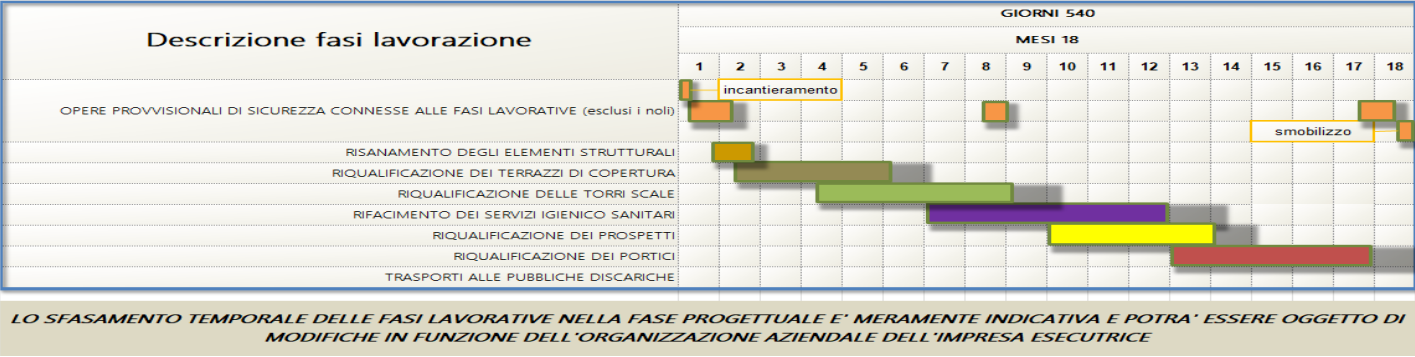 GIORNI 540
Descrizione fasi lavorazione
MESI 18
1 2 3 4 5 6 7 8 9 10 11 12 13 14 15 16 17 18
incantieramento
OPERE PROVVISIONALI DI SICUREZZA CONNESSE ALLE FASI LAVORATIVE (esclusi i noli)
smobilizzo
RISANAMENTO DEGLI ELEMENTI STRUTTURALI
RIQUALIFICAZIONE DEI TERRAZZI DI COPERTURA
RIQUALIFICAZIONE DELLE TORRI SCALE
RIFACIMENTO DEI SERVIZI IGIENICO SANITARI
RIQUALIFICAZIONE DEI PROSPETTI
RIQUALIFICAZIONE DEI PORTICI
TRASPORTI ALLE PUBBLICHE DISCARICHE
LO SFASAMENTO TEMPORALE DELLE FASI LAVORATIVE NELLA FASE PROGETTUALE E' MERAMENTE INDICATIVA E POTRA' ESSERE OGGETTO DI
MODIFICHE IN FUNZIONE DELL'ORGANIZZAZIONE AZIENDALE DELL'IMPRESA ESECUTRICE